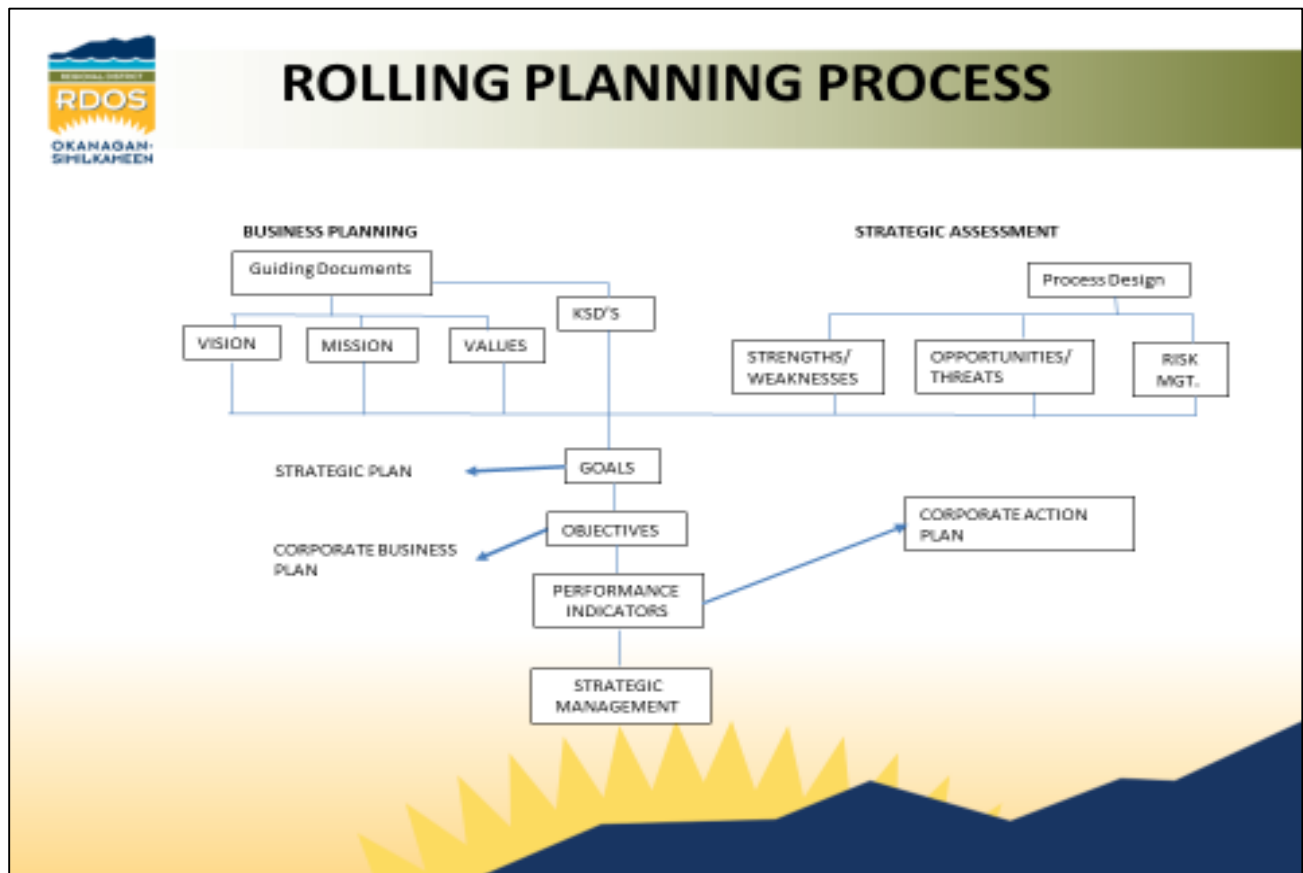 REGIONAL DISTRICT
RDOS
OKANAGAN-
SIMILKAMEEN
ROLLING PLANNING PROCESS
BUSINESS PLANNING
STRATEGIC ASSESSMENT
Guiding Documents
Process Design
KSD'S
VISION
MISSION
VALUES
STRENGTHS/
WEAKNESSES
OPPORTUNITIES/
THREATS
RISK
MGT.
STRATEGIC PLAN
GOALS
OBJECTIVES
CORPORATE ACTION
PLAN
CORPORATE BUSINESS
PLAN
PERFORMANCE
INDICATORS
STRATEGIC
MANAGEMENT